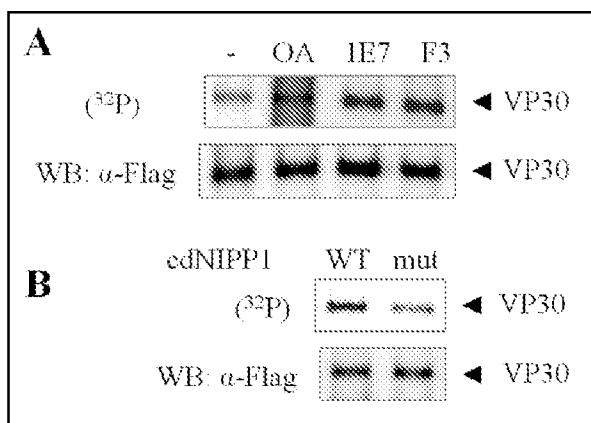 A
- OA 1E7 F3
(³²P) ◄ VP30
WB: α-Flag ◄ VP30
B
cdNIPP1 WT mut
(³²P) ◄ VP30
WB: α-Flag ◄ VP30